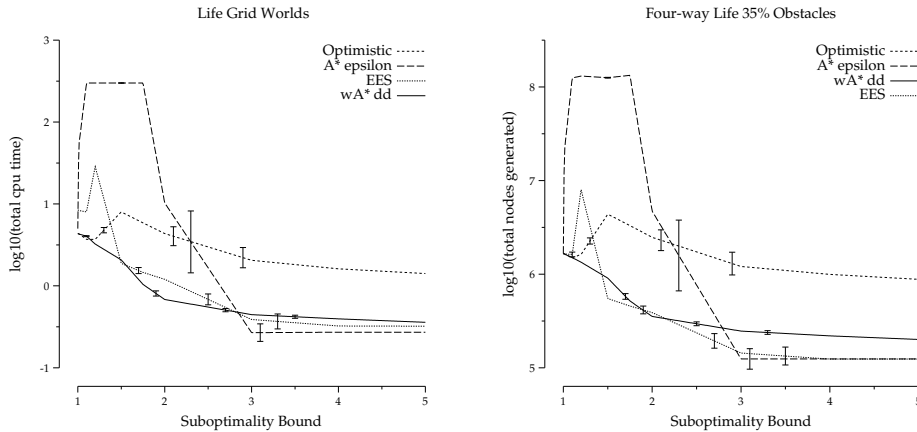 Life Grid Worlds
Optimistic
A* epsilon
EES
wA* dd
log10(total cpu time)
3
2
1
0
-1
1
2
3
4
5
Suboptimality Bound
Four-way Life 35% Obstacles
Optimistic
A* epsilon
wA* dd
EES
log10(total nodes generated)
8
7
6
5
1
2
3
4
5
Suboptimality Bound